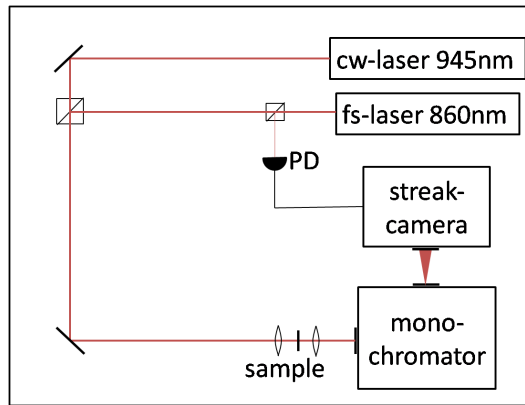 cw-laser 945nm
fs-laser 860nm
PD
streak-
camera
mono-
chromator
sample